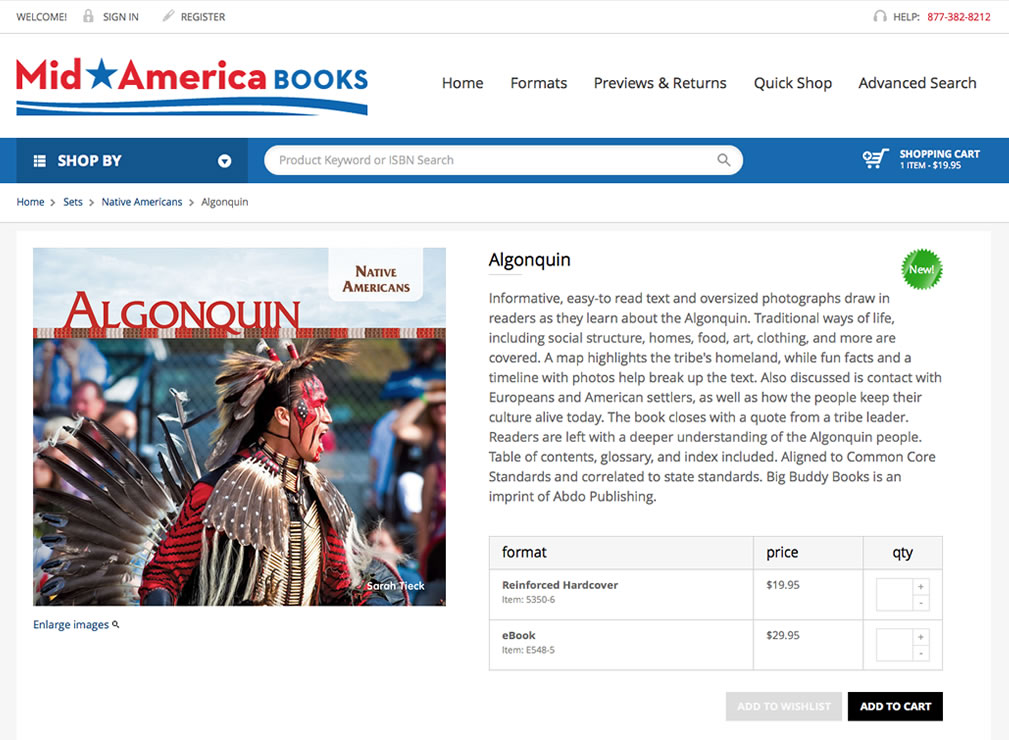 WELCOME! SIGN IN REGISTER HELP: 877-382-8212
Mid America BOOKS
Home Formats Previews & Returns Quick Shop Advanced Search
SHOP BY
Product Keyword or ISBN Search
SHOPPING CART
1 ITEM - $19.95
Home > Sets > Native Americans > Algonquin
NATIVE
AMERICANS
ALGONQUIN
Sarah Tieck
Enlarge images
Algonquin
New!
Informative, easy-to read text and oversized photographs draw in
readers as they learn about the Algonquin. Traditional ways of life,
including social structure, homes, food, art, clothing, and more are
covered. A map highlights the tribe's homeland, while fun facts and a
timeline with photos help break up the text. Also discussed is contact with
Europeans and American settlers, as well as how the people keep their
culture alive today. The book closes with a quote from a tribe leader.
Readers are left with a deeper understanding of the Algonquin people.
Table of contents, glossary, and index included. Aligned to Common Core
Standards and correlated to state standards. Big Buddy Books is an
imprint of Abdo Publishing.
format price qty
Reinforced Hardcover $19.95 +
Item: 5350-6 -
eBook $29.95 +
Item: E548-5 -
ADD TO WISHLIST ADD TO CART